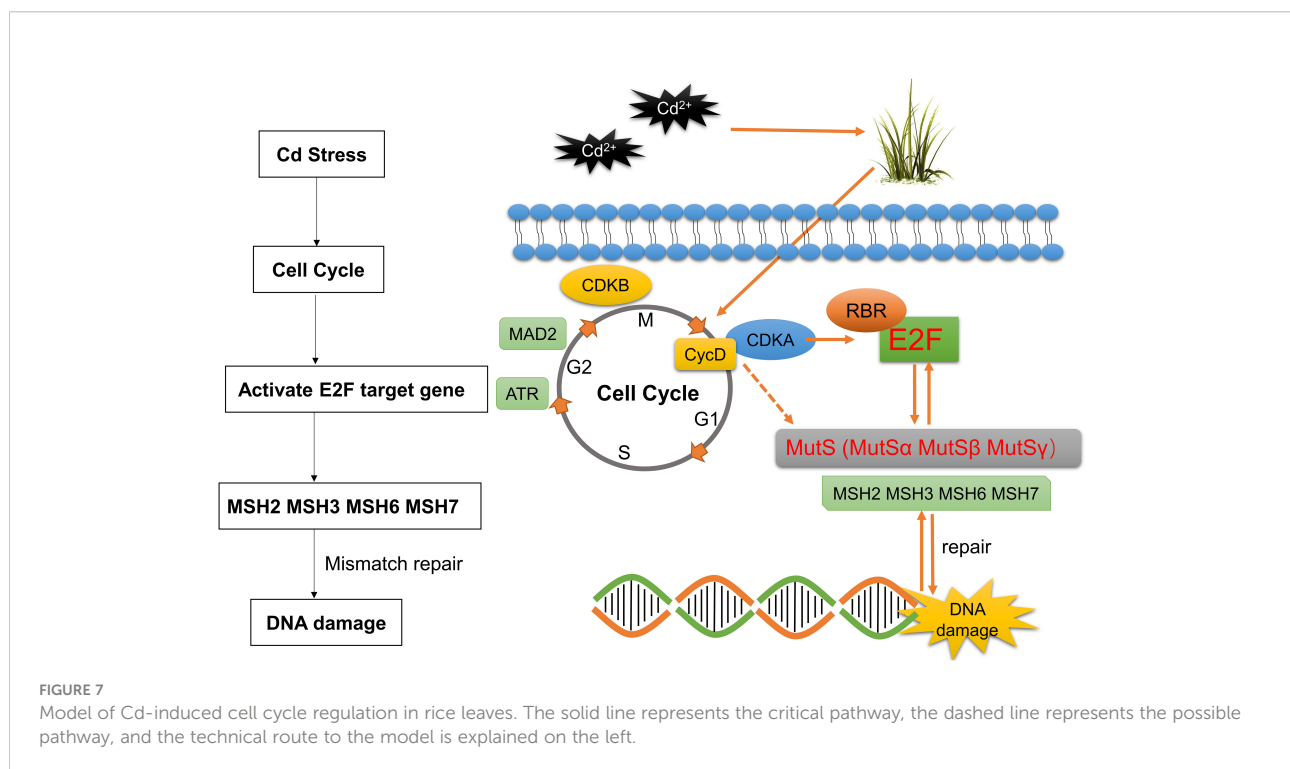 Cd Stress
Cell Cycle
Activate E2F target gene
MSH2 MSH3 MSH6 MSH7
Mismatch repair
DNA damage
Cd²⁺
Cd²⁺
CDKB
MAD2
ATR
M
G2
S
G1
Cell Cycle
CycD
CDKA
RBR
E2F
MutS (MutSα MutSβ MutSγ)
MSH2 MSH3 MSH6 MSH7
repair
DNA
damage
FIGURE 7
Model of Cd-induced cell cycle regulation in rice leaves. The solid line represents the critical pathway, the dashed line represents the possible
pathway, and the technical route to the model is explained on the left.